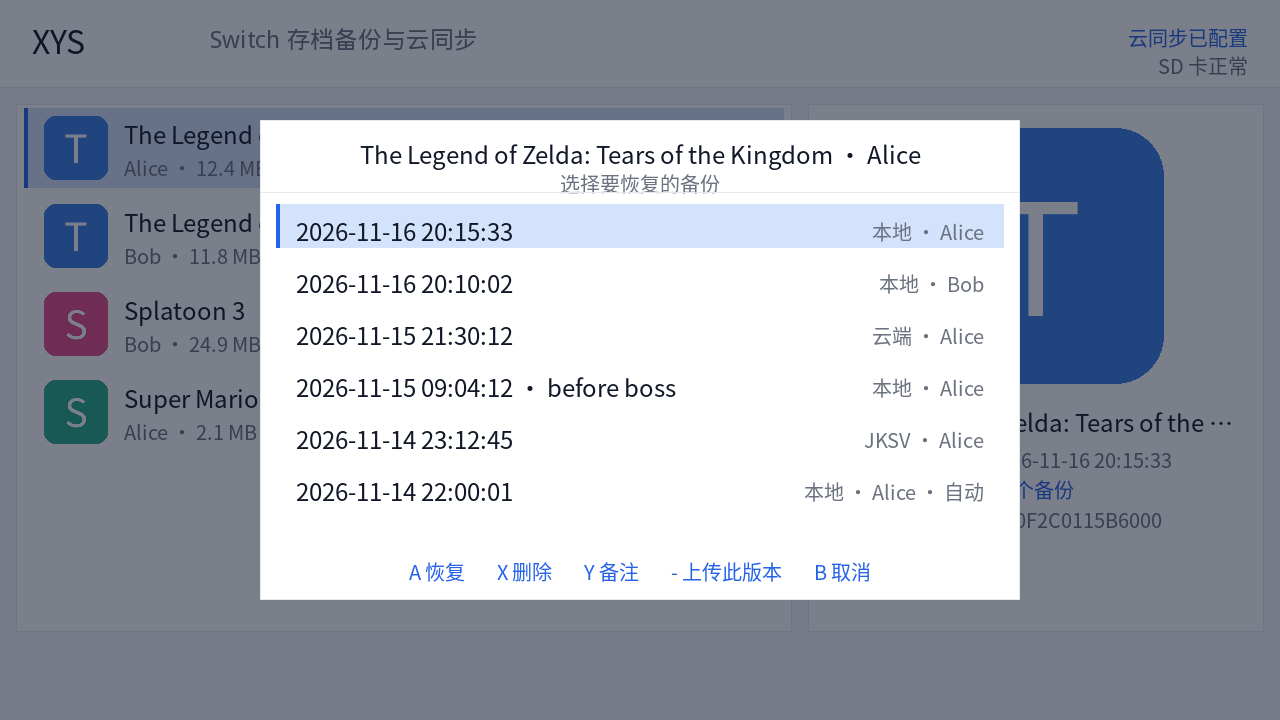 XYS
Switch 存档备份与云同步
云同步已配置
SD 卡正常
The Legend
Alice • 12.4 MB
The Legend
Bob • 11.8 MB
Splatoon 3
Bob • 24.9 MB
Super Mario
Alice • 2.1 MB
The Legend of Zelda: Tears of the Kingdom • Alice
选择要恢复的备份
2026-11-16 20:15:33 本地 • Alice
2026-11-16 20:10:02 本地 • Bob
2026-11-15 21:30:12 云端 • Alice
2026-11-15 09:04:12 • before boss 本地 • Alice
2026-11-14 23:12:45 JKSV • Alice
2026-11-14 22:00:01 本地 • Alice • 自动
A 恢复 X 删除 Y 备注 - 上传此版本 B 取消
T
T
S
S
T
elda: Tears of the ···
6-11-16 20:15:33
个备份
0F2C0115B6000